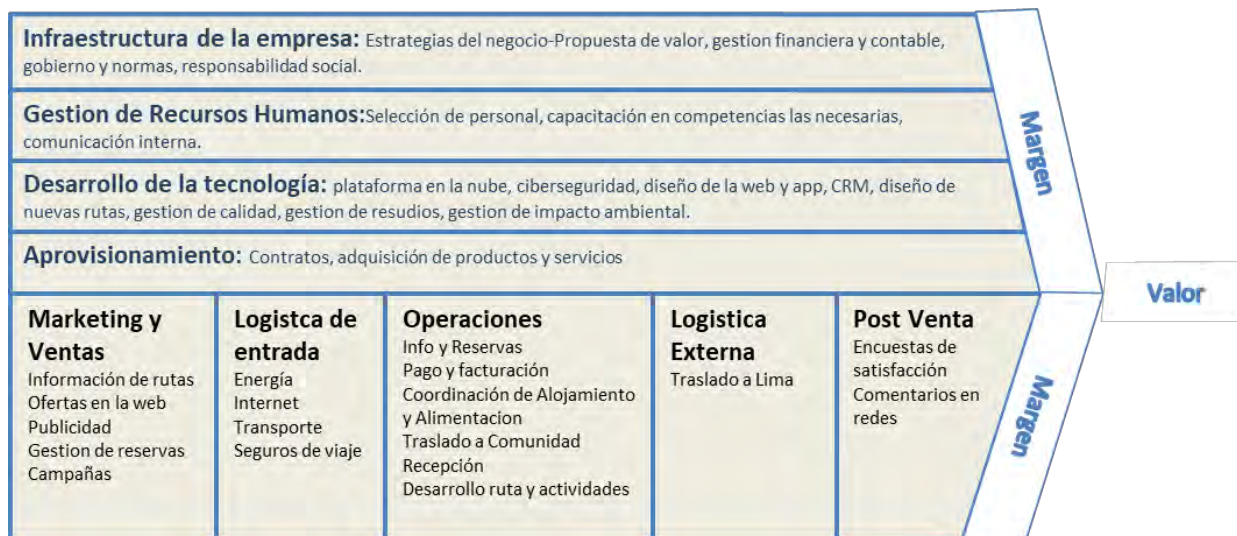 Infraestructura de la empresa: Estrategias del negocio-Propuesta de valor, gestion financiera y contable,
gobierno y normas, responsabilidad social.
Gestion de Recursos Humanos:Selección de personal, capacitación en competencias las necesarias,
comunicación interna.
Desarrollo de la tecnología: plataforma en la nube, ciberseguridad, diseño de la web y app, CRM, diseño de
nuevas rutas, gestion de calidad, gestion de resudios, gestion de impacto ambiental.
Aprovisionamiento: Contratos, adquisición de productos y servicios
Margen
Marketing y
Ventas
Información de rutas
Ofertas en la web
Publicidad
Gestion de reservas
Campañas
Logistca de
entrada
Energía
Internet
Transporte
Seguros de viaje
Operaciones
Info y Reservas
Pago y facturación
Coordinación de Alojamiento
y Alimentacion
Traslado a Comunidad
Recepción
Desarrollo ruta y actividades
Logistica
Externa
Traslado a Lima
Post Venta
Encuestas de
satisfacción
Comentarios en
redes
Margen
Valor